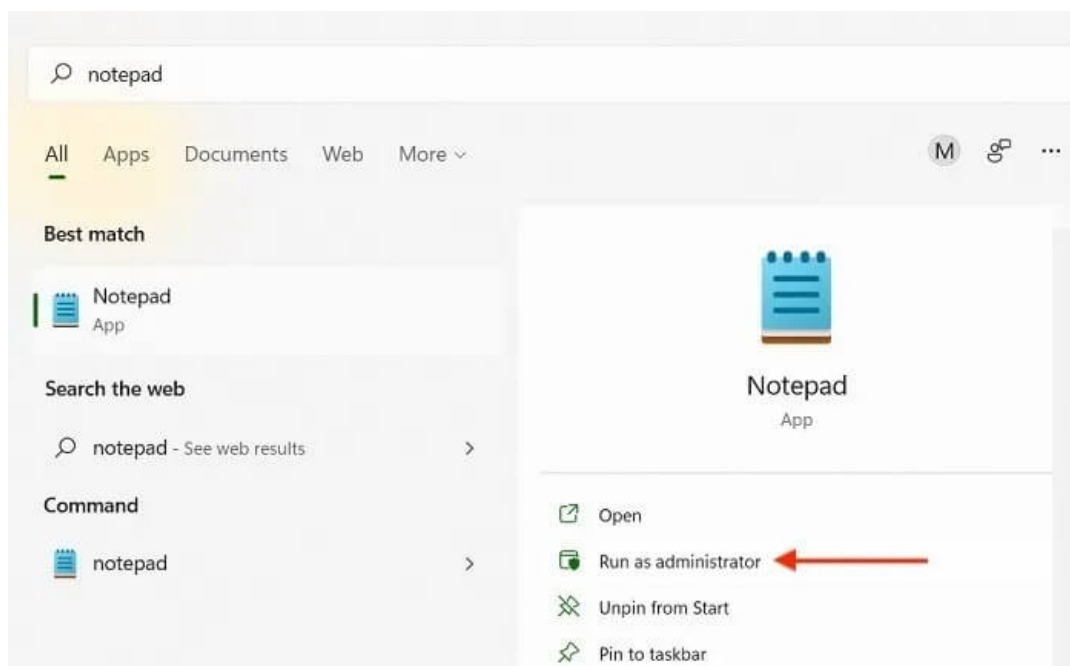 notepad
All Apps Documents Web More M ...
Best match
Notepad
App
Search the web
notepad - See web results
Command
notepad
Notepad
App
Open
Run as administrator
Unpin from Start
Pin to taskbar